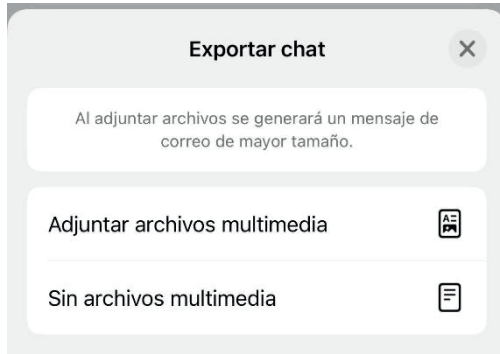 Exportar chat
Al adjuntar archivos se generará un mensaje de
correo de mayor tamaño.
Adjuntar archivos multimedia
Sin archivos multimedia